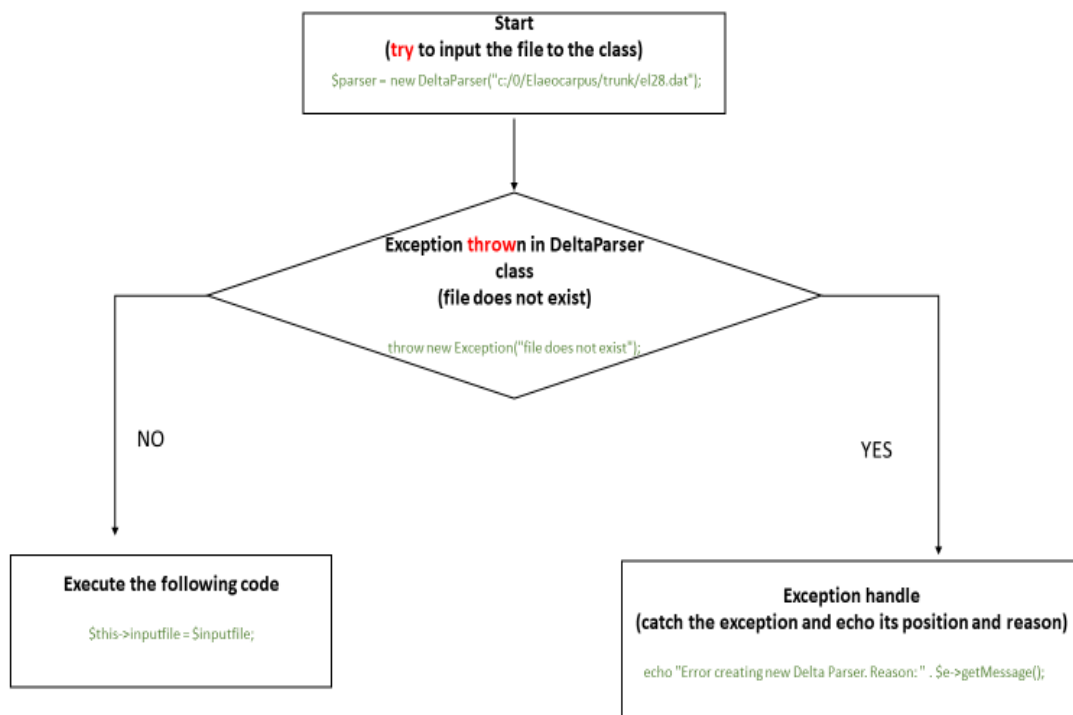 Start
(try to input the file to the class)
$parser = new DeltaParser("c:/0/Elaeocarpus/trunk/el28.dat");
Exception thrown in DeltaParser
class
(file does not exist)
throw new Exception("file does not exist");
NO
YES
Execute the following code
$this->inputfile = $inputfile;
Exception handle
(catch the exception and echo its position and reason)
echo "Error creating new Delta Parser. Reason: " . $e->getMessage();